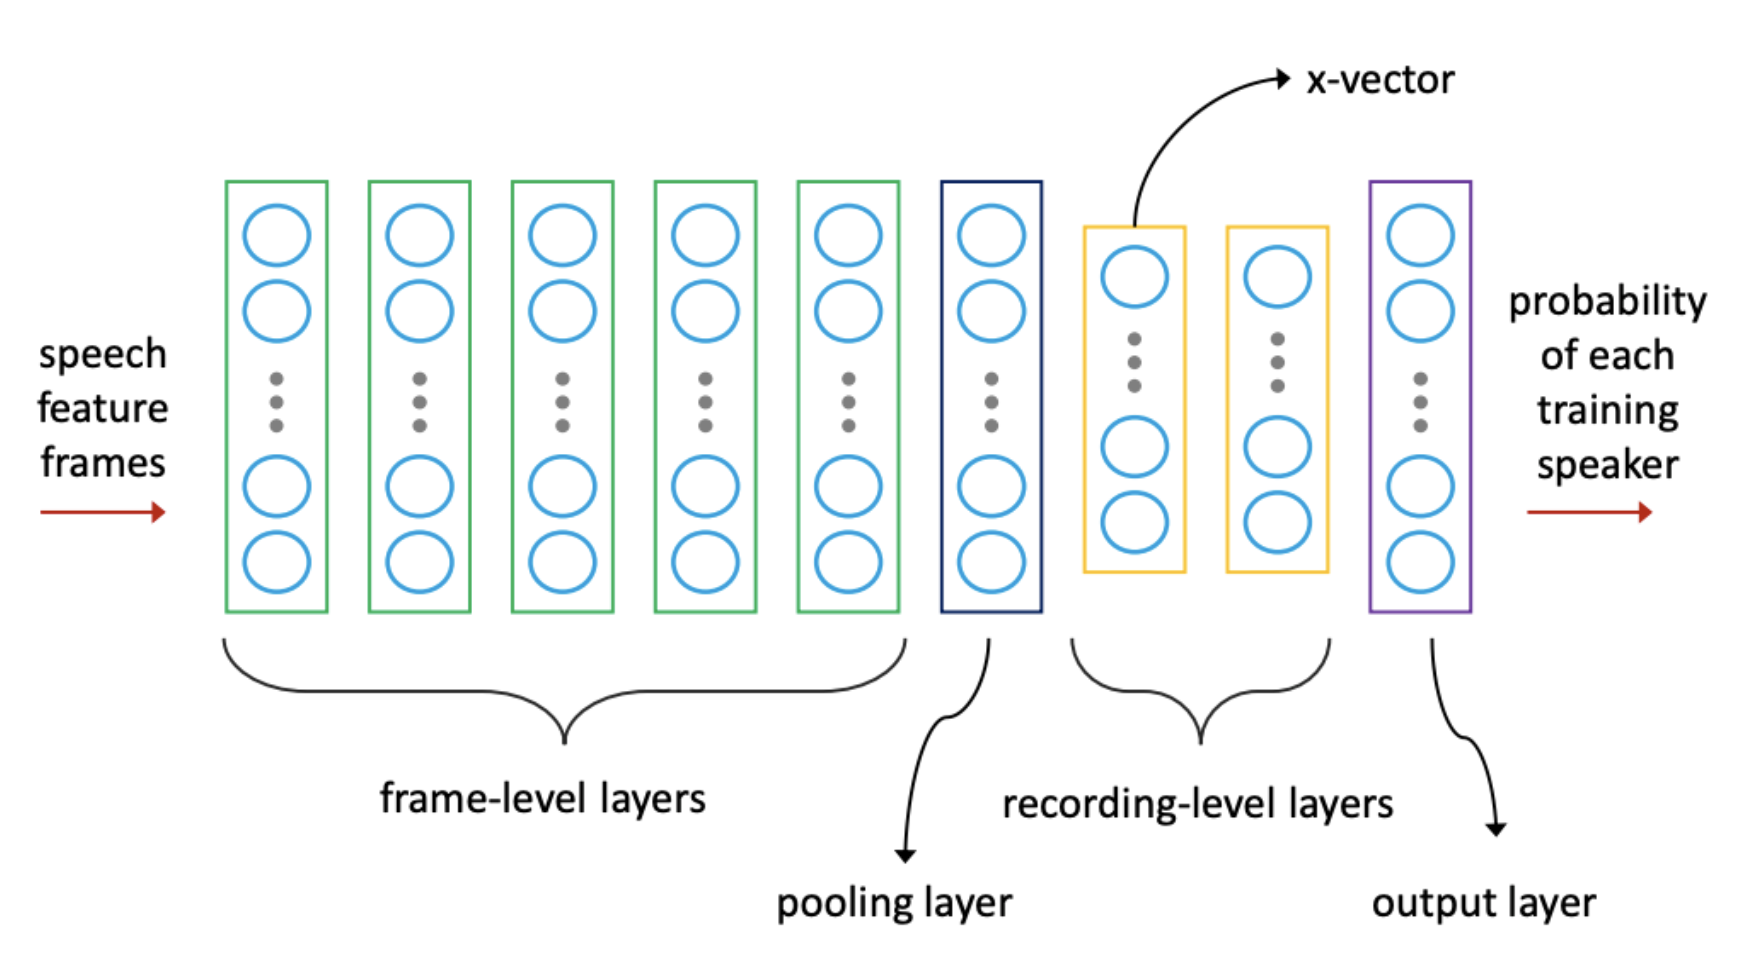 x-vector
speech
feature
frames
probability
of each
training
speaker
frame-level layers
recording-level layers
pooling layer
output layer